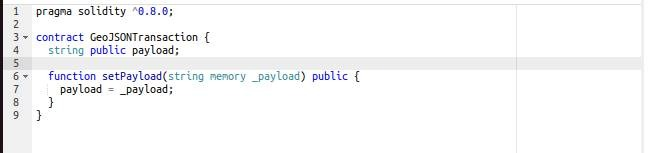 1 pragma solidity ^0.8.0;
2
3 contract GeoJSONTransaction {
4 string public payload;
5
6 function setPayload(string memory _payload) public {
7 payload = _payload;
8 }
9 }